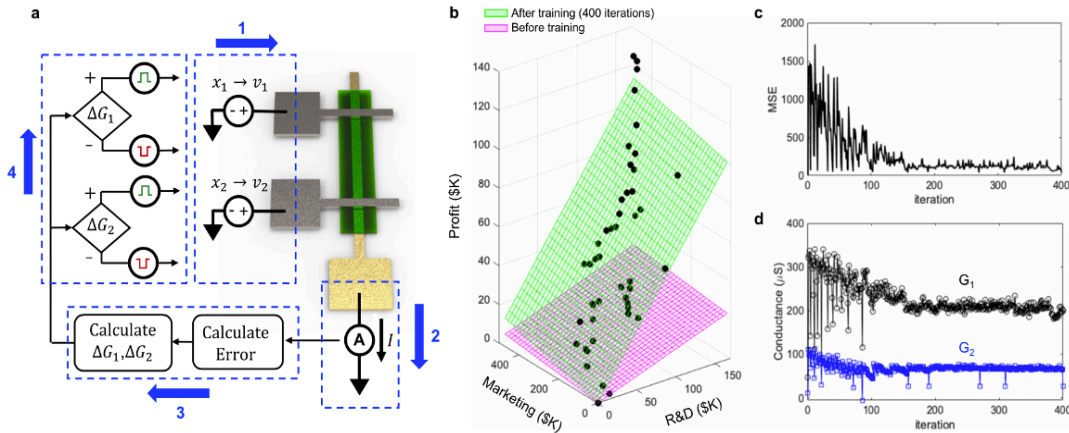 a
1
+
ΔG₁
−
4
+
ΔG₂
−
x₁ → v₁
- +
x₂ → v₂
- +
2
A
I
Calculate
ΔG₁,ΔG₂
Calculate
Error
3
b
After training (400 iterations)
Before training
140
120
100
80
60
40
20
0
Profit ($K)
400
200
0
Marketing ($K)
0
50
100
150
R&D ($K)
c
2000
1500
1000
500
0
MSE
0
100
200
300
400
iteration
d
400
300
200
100
0
Conductance (μS)
G₁
G₂
0
100
200
300
400
iteration